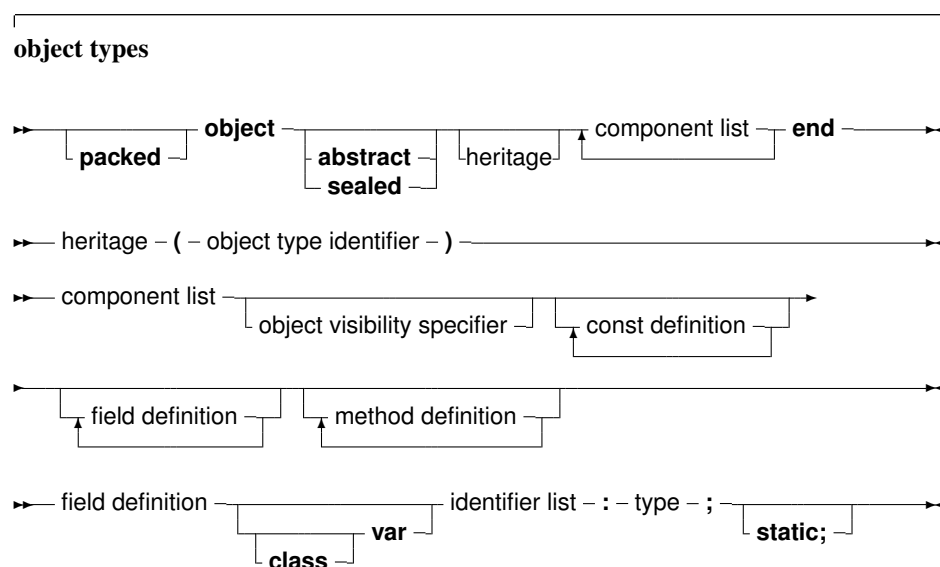 object types
object component list end
packed abstract heritage
sealed
heritage ( object type identifier )
component list
object visibility specifier const definition
field definition method definition
field definition identifier list : type ;
var static;
class